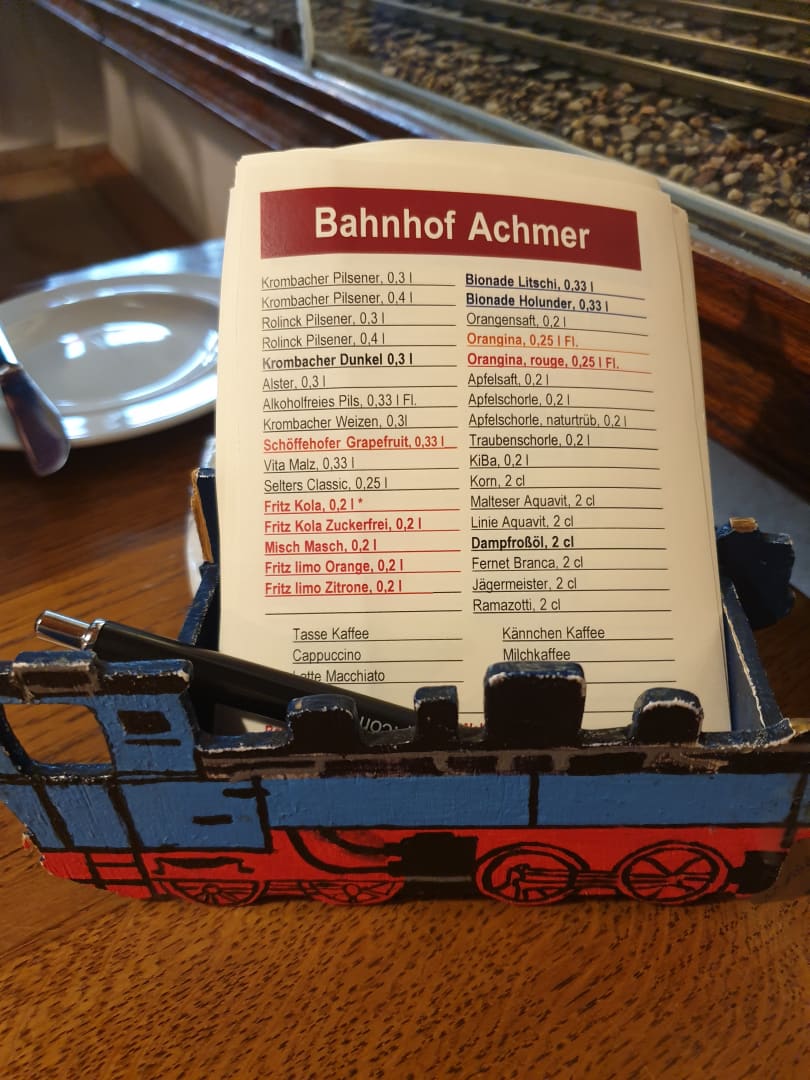 Bahnhof Achmer
Krombacher Pilsener, 0,3 l
Krombacher Pilsener, 0,4 l
Rolinck Pilsener, 0,3 l
Rolinck Pilsener, 0,4 l
Krombacher Dunkel 0,3 l
Alster, 0,3 l
Alkoholfreies Pils, 0,33 l Fl.
Krombacher Weizen, 0,3l
Schöffehofer Grapefruit, 0,33 l
Vita Malz, 0,33 l
Selters Classic, 0,25 l
Fritz Kola, 0,2 l *
Fritz Kola Zuckerfrei, 0,2 l
Misch Masch, 0,2 l
Fritz limo Orange, 0,2 l
Fritz limo Zitrone, 0,2 l
Bionade Litschi, 0,33 l
Bionade Holunder, 0,33 l
Orangensaft, 0,2 l
Orangina, 0,25 l Fl.
Orangina, rouge, 0,25 l Fl.
Apfelsaft, 0,2 l
Apfelschorle, 0,2 l
Apfelschorle, naturtrüb, 0,2 l
Traubenschorle, 0,2 l
KiBa, 0,2 l
Korn, 2 cl
Malteser Aquavit, 2 cl
Linie Aquavit, 2 cl
Dampfroßöl, 2 cl
Fernet Branca, 2 cl
Jägermeister, 2 cl
Ramazotti, 2 cl
Tasse Kaffee
Cappuccino
Latte Macchiato
Kännchen Kaffee
Milchkaffee